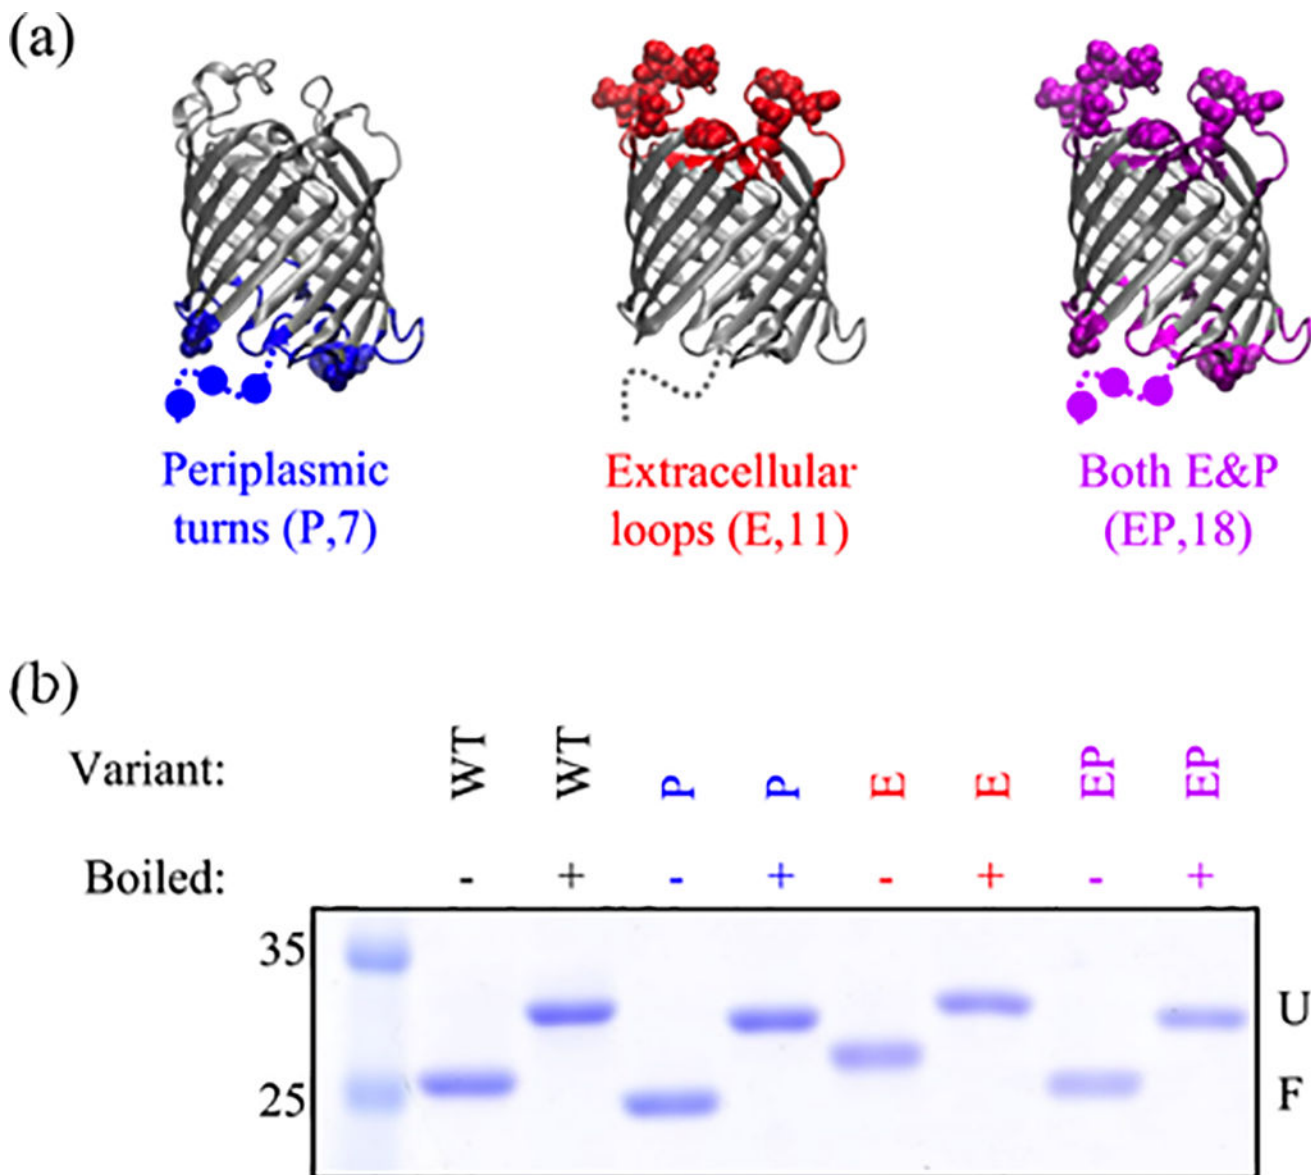 (a)
Periplasmic
turns (P,7)
Extracellular
loops (E,11)
Both E&P
(EP,18)
(b)
Variant: WT WT P P E E EP EP
Boiled: - + - + - + - +
35
U
25
F